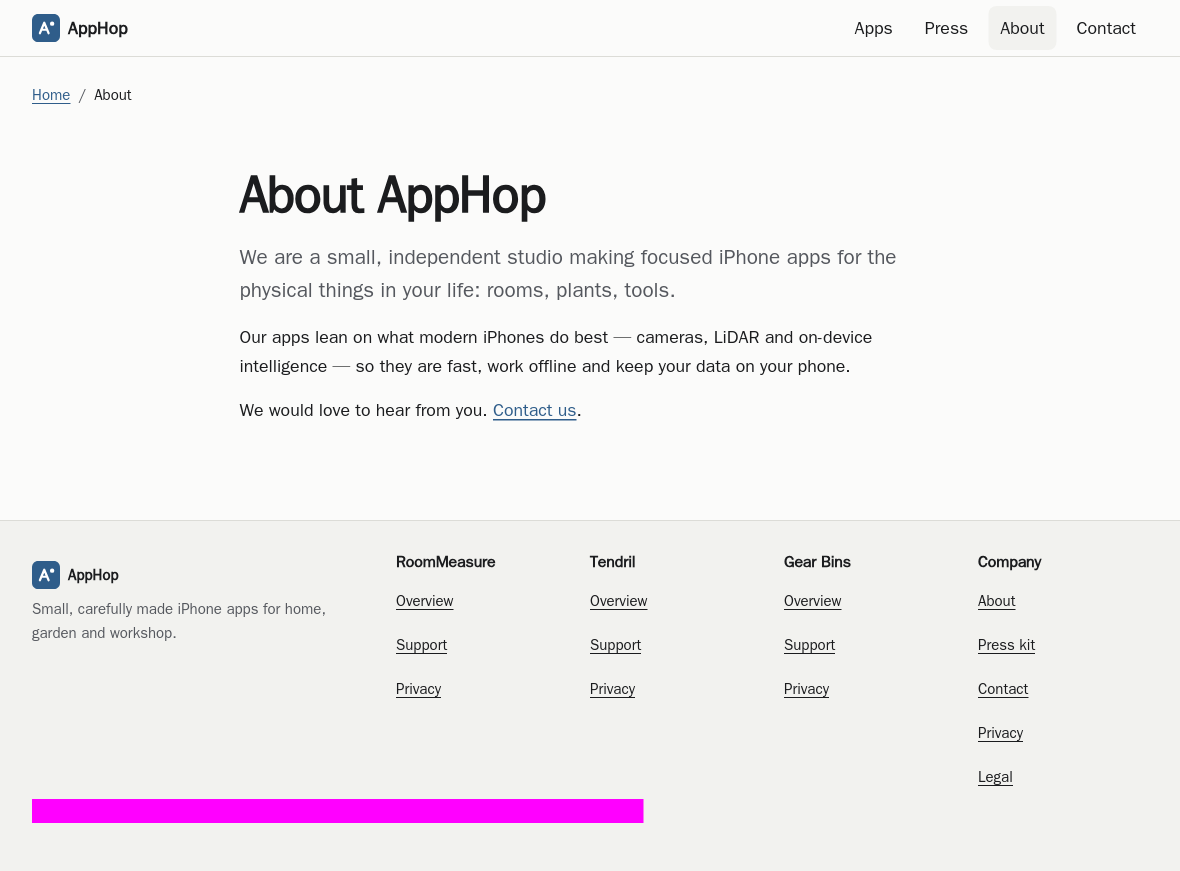 AppHop
Apps Press About Contact
Home / About
About AppHop
We are a small, independent studio making focused iPhone apps for the
physical things in your life: rooms, plants, tools.
Our apps lean on what modern iPhones do best — cameras, LiDAR and on-device
intelligence — so they are fast, work offline and keep your data on your phone.
We would love to hear from you. Contact us.
AppHop
Small, carefully made iPhone apps for home,
garden and workshop.
RoomMeasure
Overview
Support
Privacy
Tendril
Overview
Support
Privacy
Gear Bins
Overview
Support
Privacy
Company
About
Press kit
Contact
Privacy
Legal